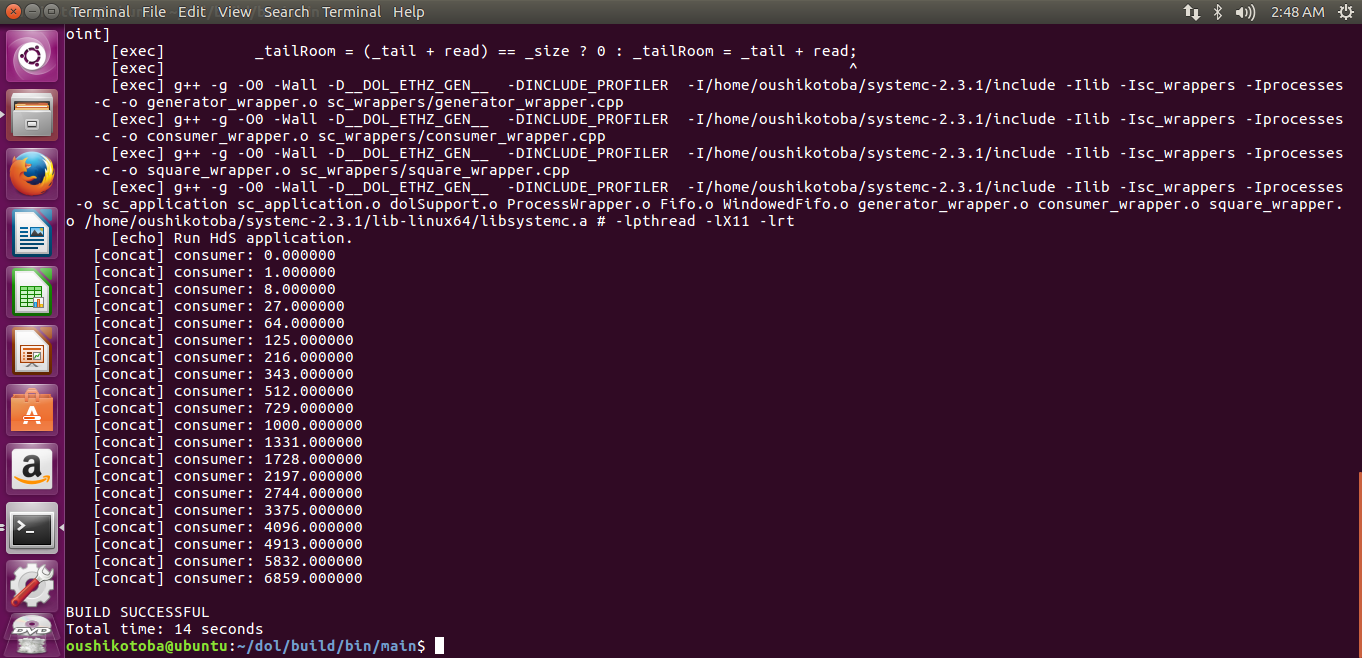 Terminal File Edit View Search Terminal Help 2:48 AM
oint]
[exec] _tailRoom = (_tail + read) == _size ? 0 : _tailRoom = _tail + read;
[exec] ^
[exec] g++ -g -O0 -Wall -D__DOL_ETHZ_GEN__ -DINCLUDE_PROFILER -I/home/oushikotoba/systemc-2.3.1/include -Ilib -Isc_wrappers -Iprocesses
-c -o generator_wrapper.o sc_wrappers/generator_wrapper.cpp
[exec] g++ -g -O0 -Wall -D__DOL_ETHZ_GEN__ -DINCLUDE_PROFILER -I/home/oushikotoba/systemc-2.3.1/include -Ilib -Isc_wrappers -Iprocesses
-c -o consumer_wrapper.o sc_wrappers/consumer_wrapper.cpp
[exec] g++ -g -O0 -Wall -D__DOL_ETHZ_GEN__ -DINCLUDE_PROFILER -I/home/oushikotoba/systemc-2.3.1/include -Ilib -Isc_wrappers -Iprocesses
-c -o square_wrapper.o sc_wrappers/square_wrapper.cpp
[exec] g++ -g -O0 -Wall -D__DOL_ETHZ_GEN__ -DINCLUDE_PROFILER -I/home/oushikotoba/systemc-2.3.1/include -Ilib -Isc_wrappers -Iprocesses
-o sc_application sc_application.o dolSupport.o ProcessWrapper.o Fifo.o WindowedFifo.o generator_wrapper.o consumer_wrapper.o square_wrapper.
o /home/oushikotoba/systemc-2.3.1/lib-linux64/libsystemc.a # -lpthread -lX11 -lrt
[echo] Run HdS application.
[concat] consumer: 0.000000
[concat] consumer: 1.000000
[concat] consumer: 8.000000
[concat] consumer: 27.000000
[concat] consumer: 64.000000
[concat] consumer: 125.000000
[concat] consumer: 216.000000
[concat] consumer: 343.000000
[concat] consumer: 512.000000
[concat] consumer: 729.000000
[concat] consumer: 1000.000000
[concat] consumer: 1331.000000
[concat] consumer: 1728.000000
[concat] consumer: 2197.000000
[concat] consumer: 2744.000000
[concat] consumer: 3375.000000
[concat] consumer: 4096.000000
[concat] consumer: 4913.000000
[concat] consumer: 5832.000000
[concat] consumer: 6859.000000
BUILD SUCCESSFUL
Total time: 14 seconds
oushikotoba@ubuntu:~/dol/build/bin/main$
a
>_
DVD